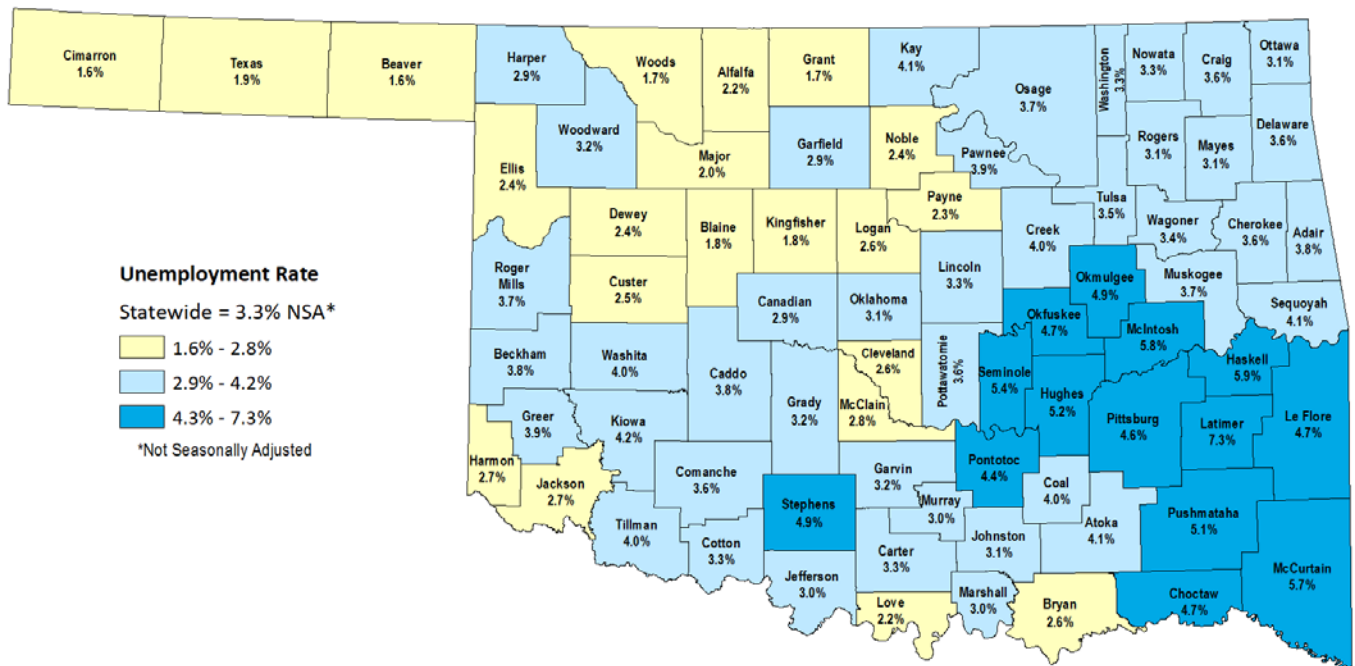 Cimarron
1.6%
Texas
1.9%
Beaver
1.6%
Harper
2.9%
Woods
1.7%
Alfalfa
2.2%
Grant
1.7%
Kay
4.1%
Osage
3.7%
Washington
3.3%
Nowata
3.3%
Craig
3.6%
Ottawa
3.1%
Woodward
3.2%
Ellis
2.4%
Major
2.0%
Garfield
2.9%
Noble
2.4%
Pawnee
3.9%
Rogers
3.1%
Mayes
3.1%
Delaware
3.6%
Dewey
2.4%
Blaine
1.8%
Kingfisher
1.8%
Logan
2.6%
Payne
2.3%
Creek
4.0%
Tulsa
3.5%
Wagoner
3.4%
Cherokee
3.6%
Adair
3.8%
Roger
Mills
3.7%
Custer
2.5%
Canadian
2.9%
Oklahoma
3.1%
Lincoln
3.3%
Okmulgee
4.9%
Muskogee
3.7%
Sequoyah
4.1%
Okfuskee
4.7%
McIntosh
5.8%
Unemployment Rate
Statewide = 3.3% NSA*
1.6% - 2.8%
2.9% - 4.2%
4.3% - 7.3%
*Not Seasonally Adjusted
Beckham
3.8%
Washita
4.0%
Caddo
3.8%
Grady
3.2%
Cleveland
2.6%
McClain
2.8%
Pottawatomie
3.6%
Seminole
5.4%
Hughes
5.2%
Haskell
5.9%
Pittsburg
4.6%
Latimer
7.3%
Le Flore
4.7%
Greer
3.9%
Kiowa
4.2%
Harmon
2.7%
Jackson
2.7%
Comanche
3.6%
Stephens
4.9%
Garvin
3.2%
Murray
3.0%
Pontotoc
4.4%
Coal
4.0%
Atoka
4.1%
Pushmataha
5.1%
Tillman
4.0%
Cotton
3.3%
Jefferson
3.0%
Carter
3.3%
Johnston
3.1%
Love
2.2%
Marshall
3.0%
Bryan
2.6%
Choctaw
4.7%
McCurtain
5.7%